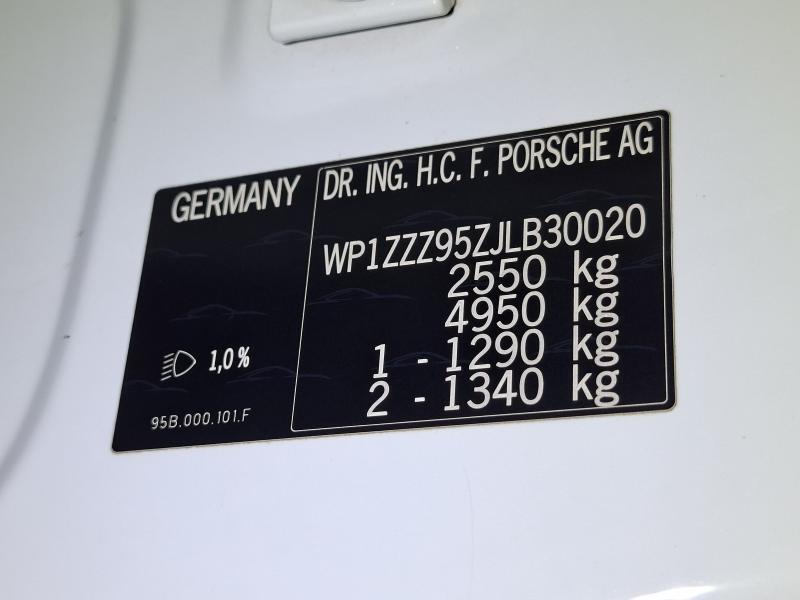 GERMANY
1,0%
95B.000.101.F
DR. ING. H.C. F. PORSCHE AG
WP1ZZZ95ZJLB30020
2550 kg
4950 kg
1 - 1290 kg
2 - 1340 kg